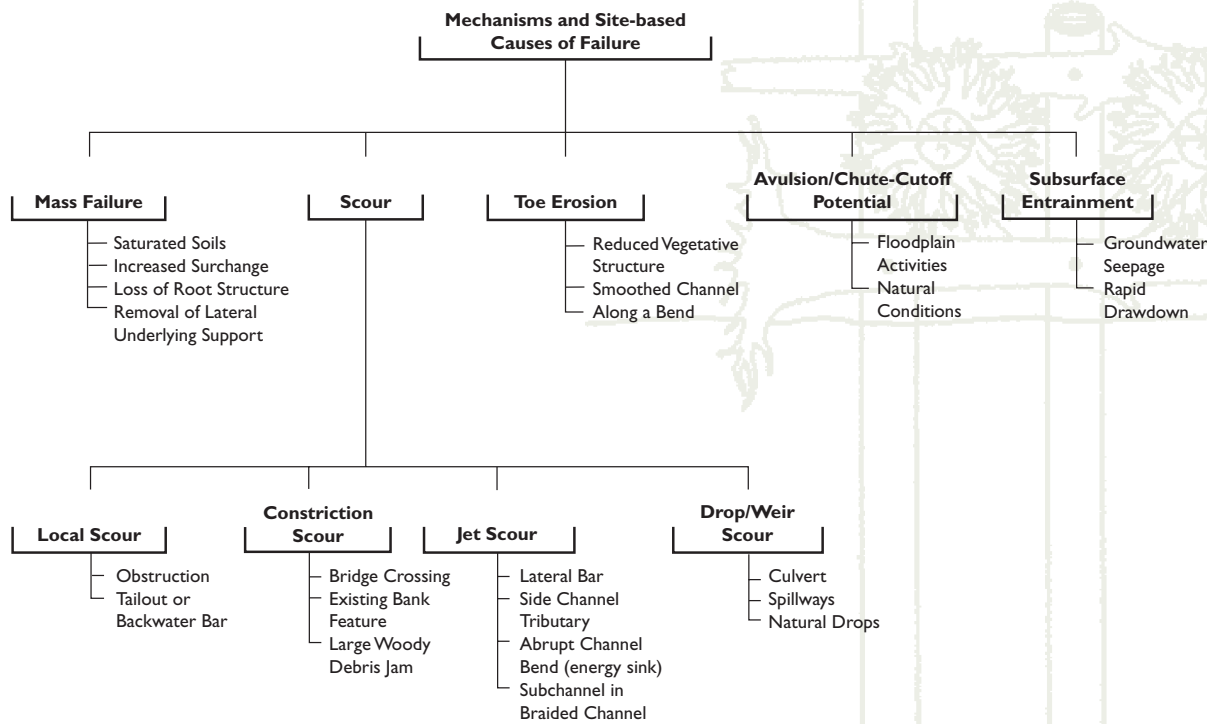 Mechanisms and Site-based
Causes of Failure
Mass Failure
Saturated Soils
Increased Surchange
Loss of Root Structure
Removal of Lateral
Underlying Support
Scour
Toe Erosion
Reduced Vegetative
Structure
Smoothed Channel
Along a Bend
Avulsion/Chute-Cutoff
Potential
Floodplain
Activities
Natural
Conditions
Subsurface
Entrainment
Groundwater
Seepage
Rapid
Drawdown
Local Scour
Obstruction
Tailout or
Backwater Bar
Constriction
Scour
Bridge Crossing
Existing Bank
Feature
Large Woody
Debris Jam
Jet Scour
Lateral Bar
Side Channel
Tributary
Abrupt Channel
Bend (energy sink)
Subchannel in
Braided Channel
Drop/Weir
Scour
Culvert
Spillways
Natural Drops